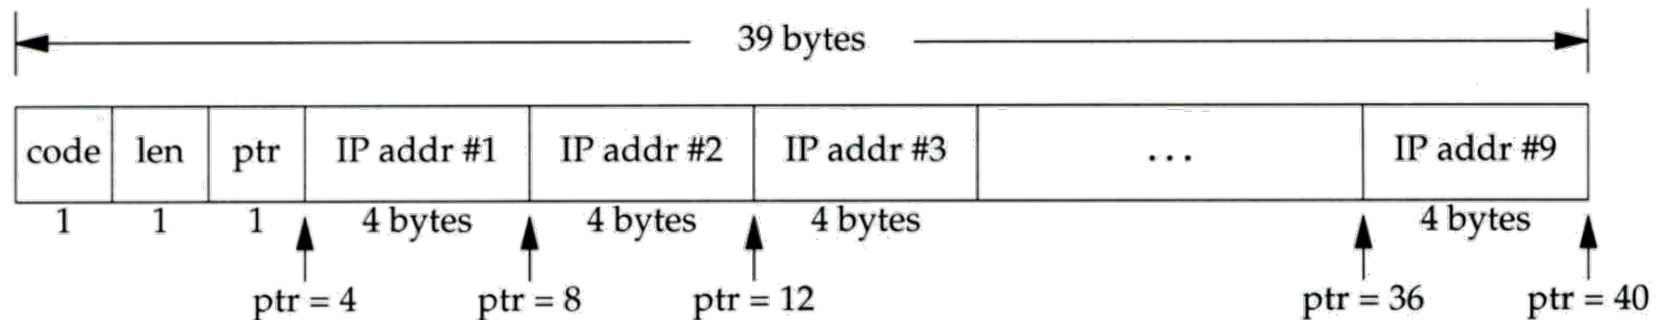 39 bytes
code len ptr IP addr #1 IP addr #2 IP addr #3 ... IP addr #9
1 1 1 4 bytes 4 bytes 4 bytes 4 bytes
ptr = 4 ptr = 8 ptr = 12 ptr = 36 ptr = 40